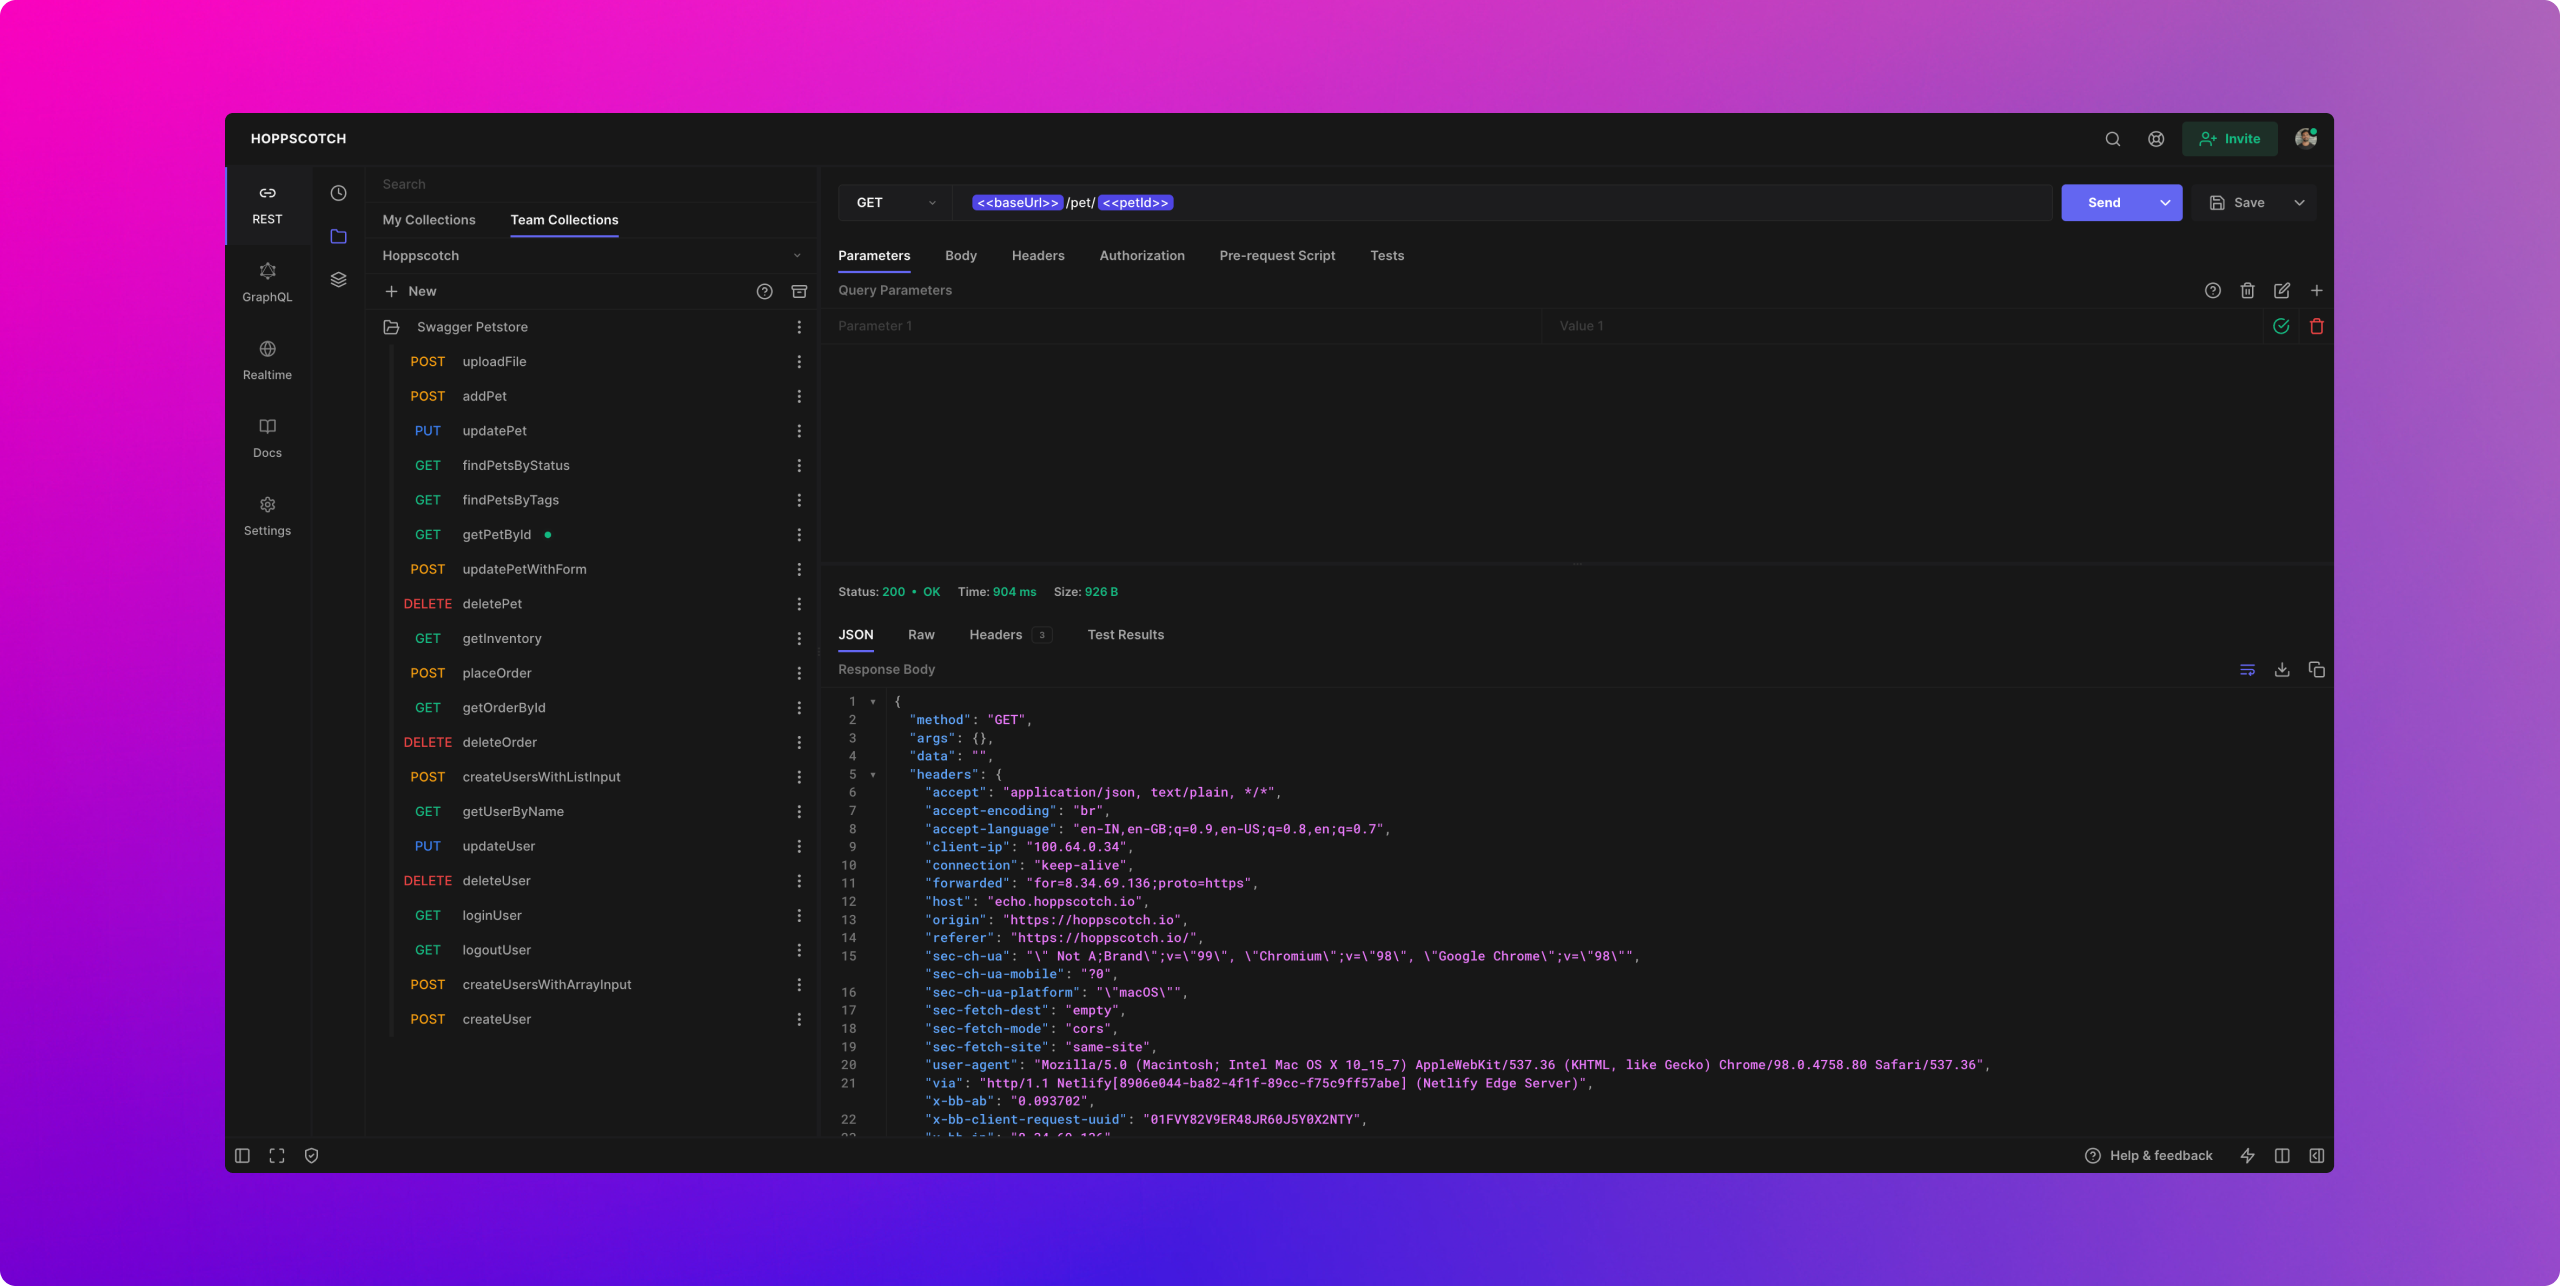 HOPPSCOTCH
Invite
REST
GraphQL
Realtime
Docs
Settings
Search
My Collections Team Collections
Hoppscotch
New
Swagger Petstore
POST uploadFile
POST addPet
PUT updatePet
GET findPetsByStatus
GET findPetsByTags
GET getPetById
POST updatePetWithForm
DELETE deletePet
GET getInventory
POST placeOrder
GET getOrderById
DELETE deleteOrder
POST createUsersWithListInput
GET getUserByName
PUT updateUser
DELETE deleteUser
GET loginUser
GET logoutUser
POST createUsersWithArrayInput
POST createUser
GET <<baseUrl>>/pet/<<petId>> Send Save
Parameters Body Headers Authorization Pre-request Script Tests
Query Parameters
Parameter 1 Value 1
Status: 200 • OK Time: 904 ms Size: 926 B
JSON Raw Headers 3 Test Results
Response Body
1 {
2 "method": "GET",
3 "args": {},
4 "data": "",
5 "headers": {
6 "accept": "application/json, text/plain, */*",
7 "accept-encoding": "br",
8 "accept-language": "en-IN,en-GB;q=0.9,en-US;q=0.8,en;q=0.7",
9 "client-ip": "100.64.0.34",
10 "connection": "keep-alive",
11 "forwarded": "for=8.34.69.136;proto=https",
12 "host": "echo.hoppscotch.io",
13 "origin": "https://hoppscotch.io",
14 "referer": "https://hoppscotch.io/",
15 "sec-ch-ua": "\" Not A;Brand\";v=\"99\", \"Chromium\";v=\"98\", \"Google Chrome\";v=\"98\"",
"sec-ch-ua-mobile": "?0",
16 "sec-ch-ua-platform": "\"macOS\"",
17 "sec-fetch-dest": "empty",
18 "sec-fetch-mode": "cors",
19 "sec-fetch-site": "same-site",
20 "user-agent": "Mozilla/5.0 (Macintosh; Intel Mac OS X 10_15_7) AppleWebKit/537.36 (KHTML, like Gecko) Chrome/98.0.4758.80 Safari/537.36",
21 "via": "http/1.1 Netlify[8906e044-ba82-4f1f-89cc-f75c9ff57abe] (Netlify Edge Server)",
"x-bb-ab": "0.093702",
22 "x-bb-client-request-uuid": "01FVY82V9ER48JR60J5Y0X2NTY",
Help & feedback